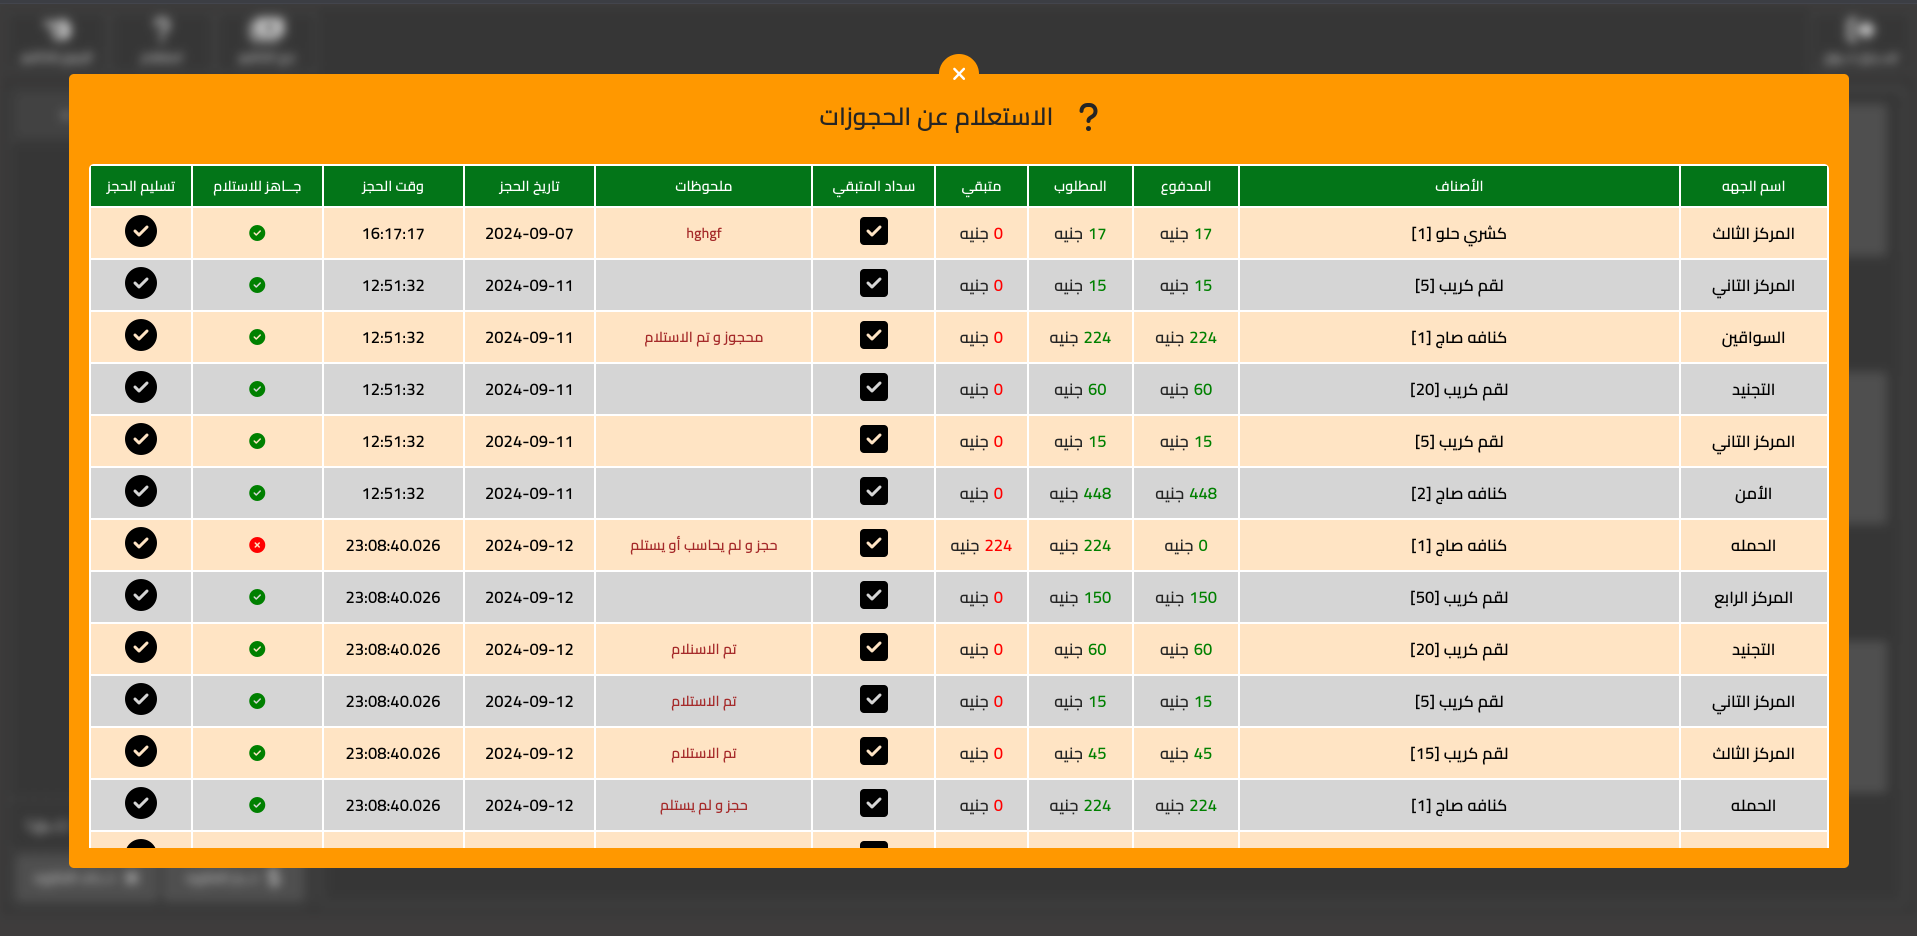 ؟ الاستعلام عن الحجوزات
اسم الجهه الأصناف المدفوع المطلوب متبقي سداد المتبقي ملحوظات تاريخ الحجز وقت الحجز جــاهز للاستلام تسليم الحجز
المركز الثالث كشري حلو [1] 17 جنيه 17 جنيه 0 جنيه hghgf 2024-09-07 16:17:17
المركز التاني لقم كريب [5] 15 جنيه 15 جنيه 0 جنيه 2024-09-11 12:51:32
السواقين كنافه صاج [1] 224 جنيه 224 جنيه 0 جنيه محجوز و تم الاستلام 2024-09-11 12:51:32
التجنيد لقم كريب [20] 60 جنيه 60 جنيه 0 جنيه 2024-09-11 12:51:32
المركز التاني لقم كريب [5] 15 جنيه 15 جنيه 0 جنيه 2024-09-11 12:51:32
الأمن كنافه صاج [2] 448 جنيه 448 جنيه 0 جنيه 2024-09-11 12:51:32
الحمله كنافه صاج [1] 0 جنيه 224 جنيه 224 جنيه حجز و لم يحاسب أو يستلم 2024-09-12 23:08:40.026
المركز الرابع لقم كريب [50] 150 جنيه 150 جنيه 0 جنيه 2024-09-12 23:08:40.026
التجنيد لقم كريب [20] 60 جنيه 60 جنيه 0 جنيه تم الاسنلام 2024-09-12 23:08:40.026
المركز التاني لقم كريب [5] 15 جنيه 15 جنيه 0 جنيه تم الاستلام 2024-09-12 23:08:40.026
المركز الثالث لقم كريب [15] 45 جنيه 45 جنيه 0 جنيه تم الاستلام 2024-09-12 23:08:40.026
الحمله كنافه صاج [1] 224 جنيه 224 جنيه 0 جنيه حجز و لم يستلم 2024-09-12 23:08:40.026